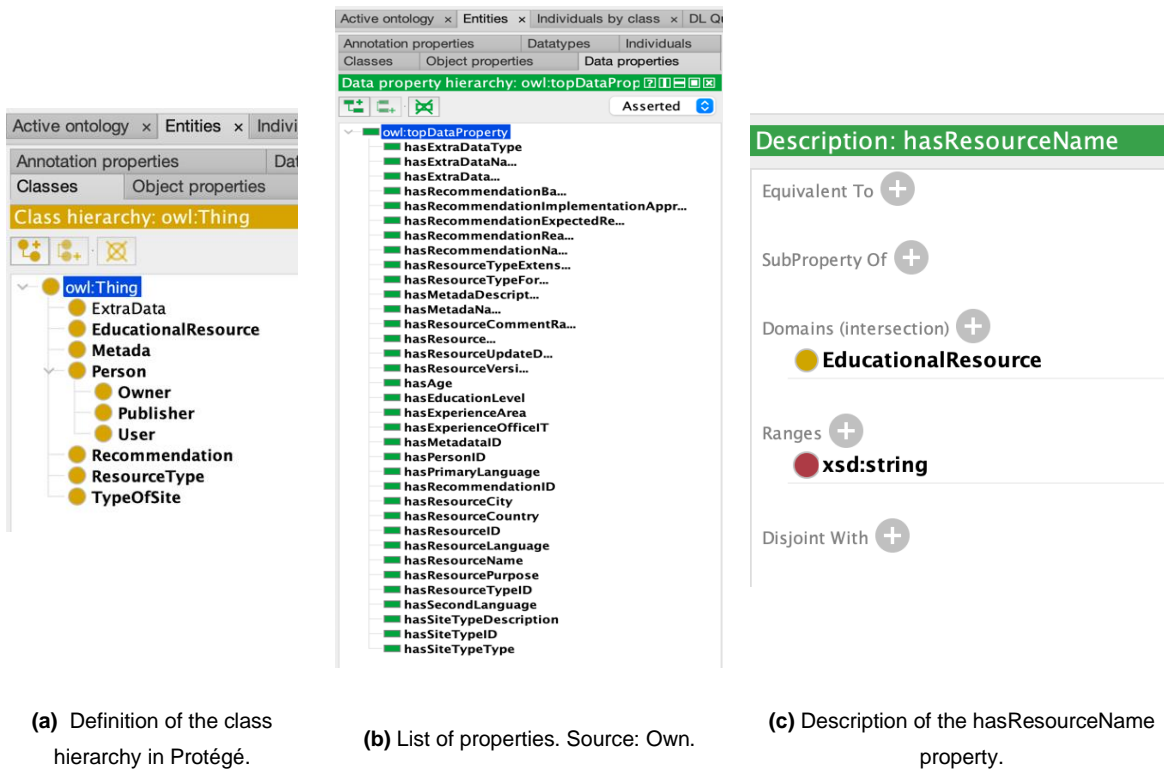 Active ontology × Entities × Indivi
Annotation properties Dat
Classes Object properties
Class hierarchy: owl:Thing
owl:Thing
ExtraData
EducationalResource
Metada
Person
Owner
Publisher
User
Recommendation
ResourceType
TypeOfSite
(a) Definition of the class
hierarchy in Protégé.
Active ontology × Entities × Individuals by class × DL Qu
Annotation properties Datatypes Individuals
Classes Object properties Data properties
Data property hierarchy: owl:topDataProp
Asserted
owl:topDataProperty
hasExtraDataType
hasExtraDataNa...
hasExtraData...
hasRecommendationBa...
hasRecommendationImplementationAppr...
hasRecommendationExpectedRe...
hasRecommendationRea...
hasRecommendationNa...
hasResourceTypeExtens...
hasResourceTypeFor...
hasMetadaDescript...
hasMetadaNa...
hasResourceCommentRa...
hasResource...
hasResourceUpdateD...
hasResourceVersi...
hasAge
hasEducationLevel
hasExperienceArea
hasExperienceOfficeIT
hasMetadataID
hasPersonID
hasPrimaryLanguage
hasRecommendationID
hasResourceCity
hasResourceCountry
hasResourceID
hasResourceLanguage
hasResourceName
hasResourcePurpose
hasResourceTypeID
hasSecondLanguage
hasSiteTypeDescription
hasSiteTypeID
hasSiteTypeType
(b) List of properties. Source: Own.
Description: hasResourceName
Equivalent To
SubProperty Of
Domains (intersection)
EducationalResource
Ranges
xsd:string
Disjoint With
(c) Description of the hasResourceName
property.